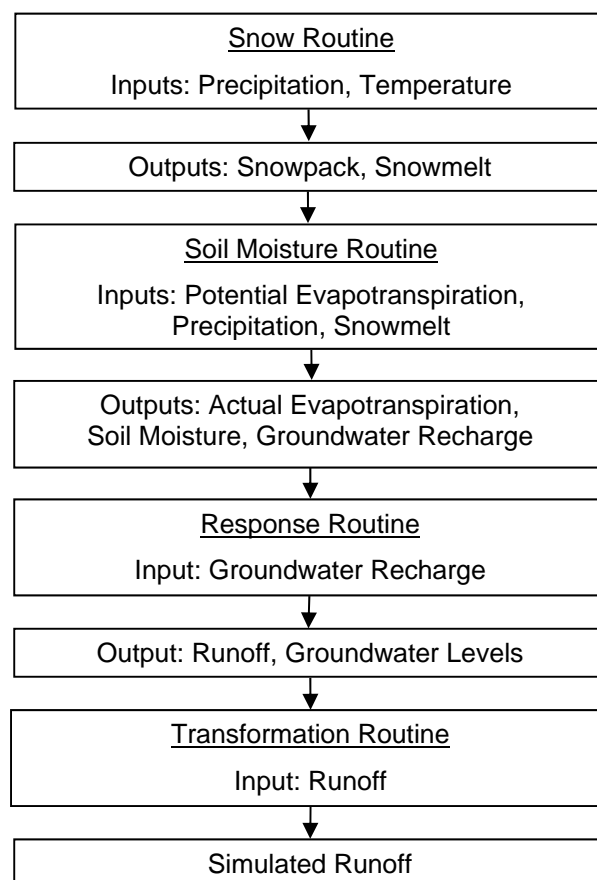 Snow Routine
Inputs: Precipitation, Temperature
Outputs: Snowpack, Snowmelt
Soil Moisture Routine
Inputs: Potential Evapotranspiration,
Precipitation, Snowmelt
Outputs: Actual Evapotranspiration,
Soil Moisture, Groundwater Recharge
Response Routine
Input: Groundwater Recharge
Output: Runoff, Groundwater Levels
Transformation Routine
Input: Runoff
Simulated Runoff